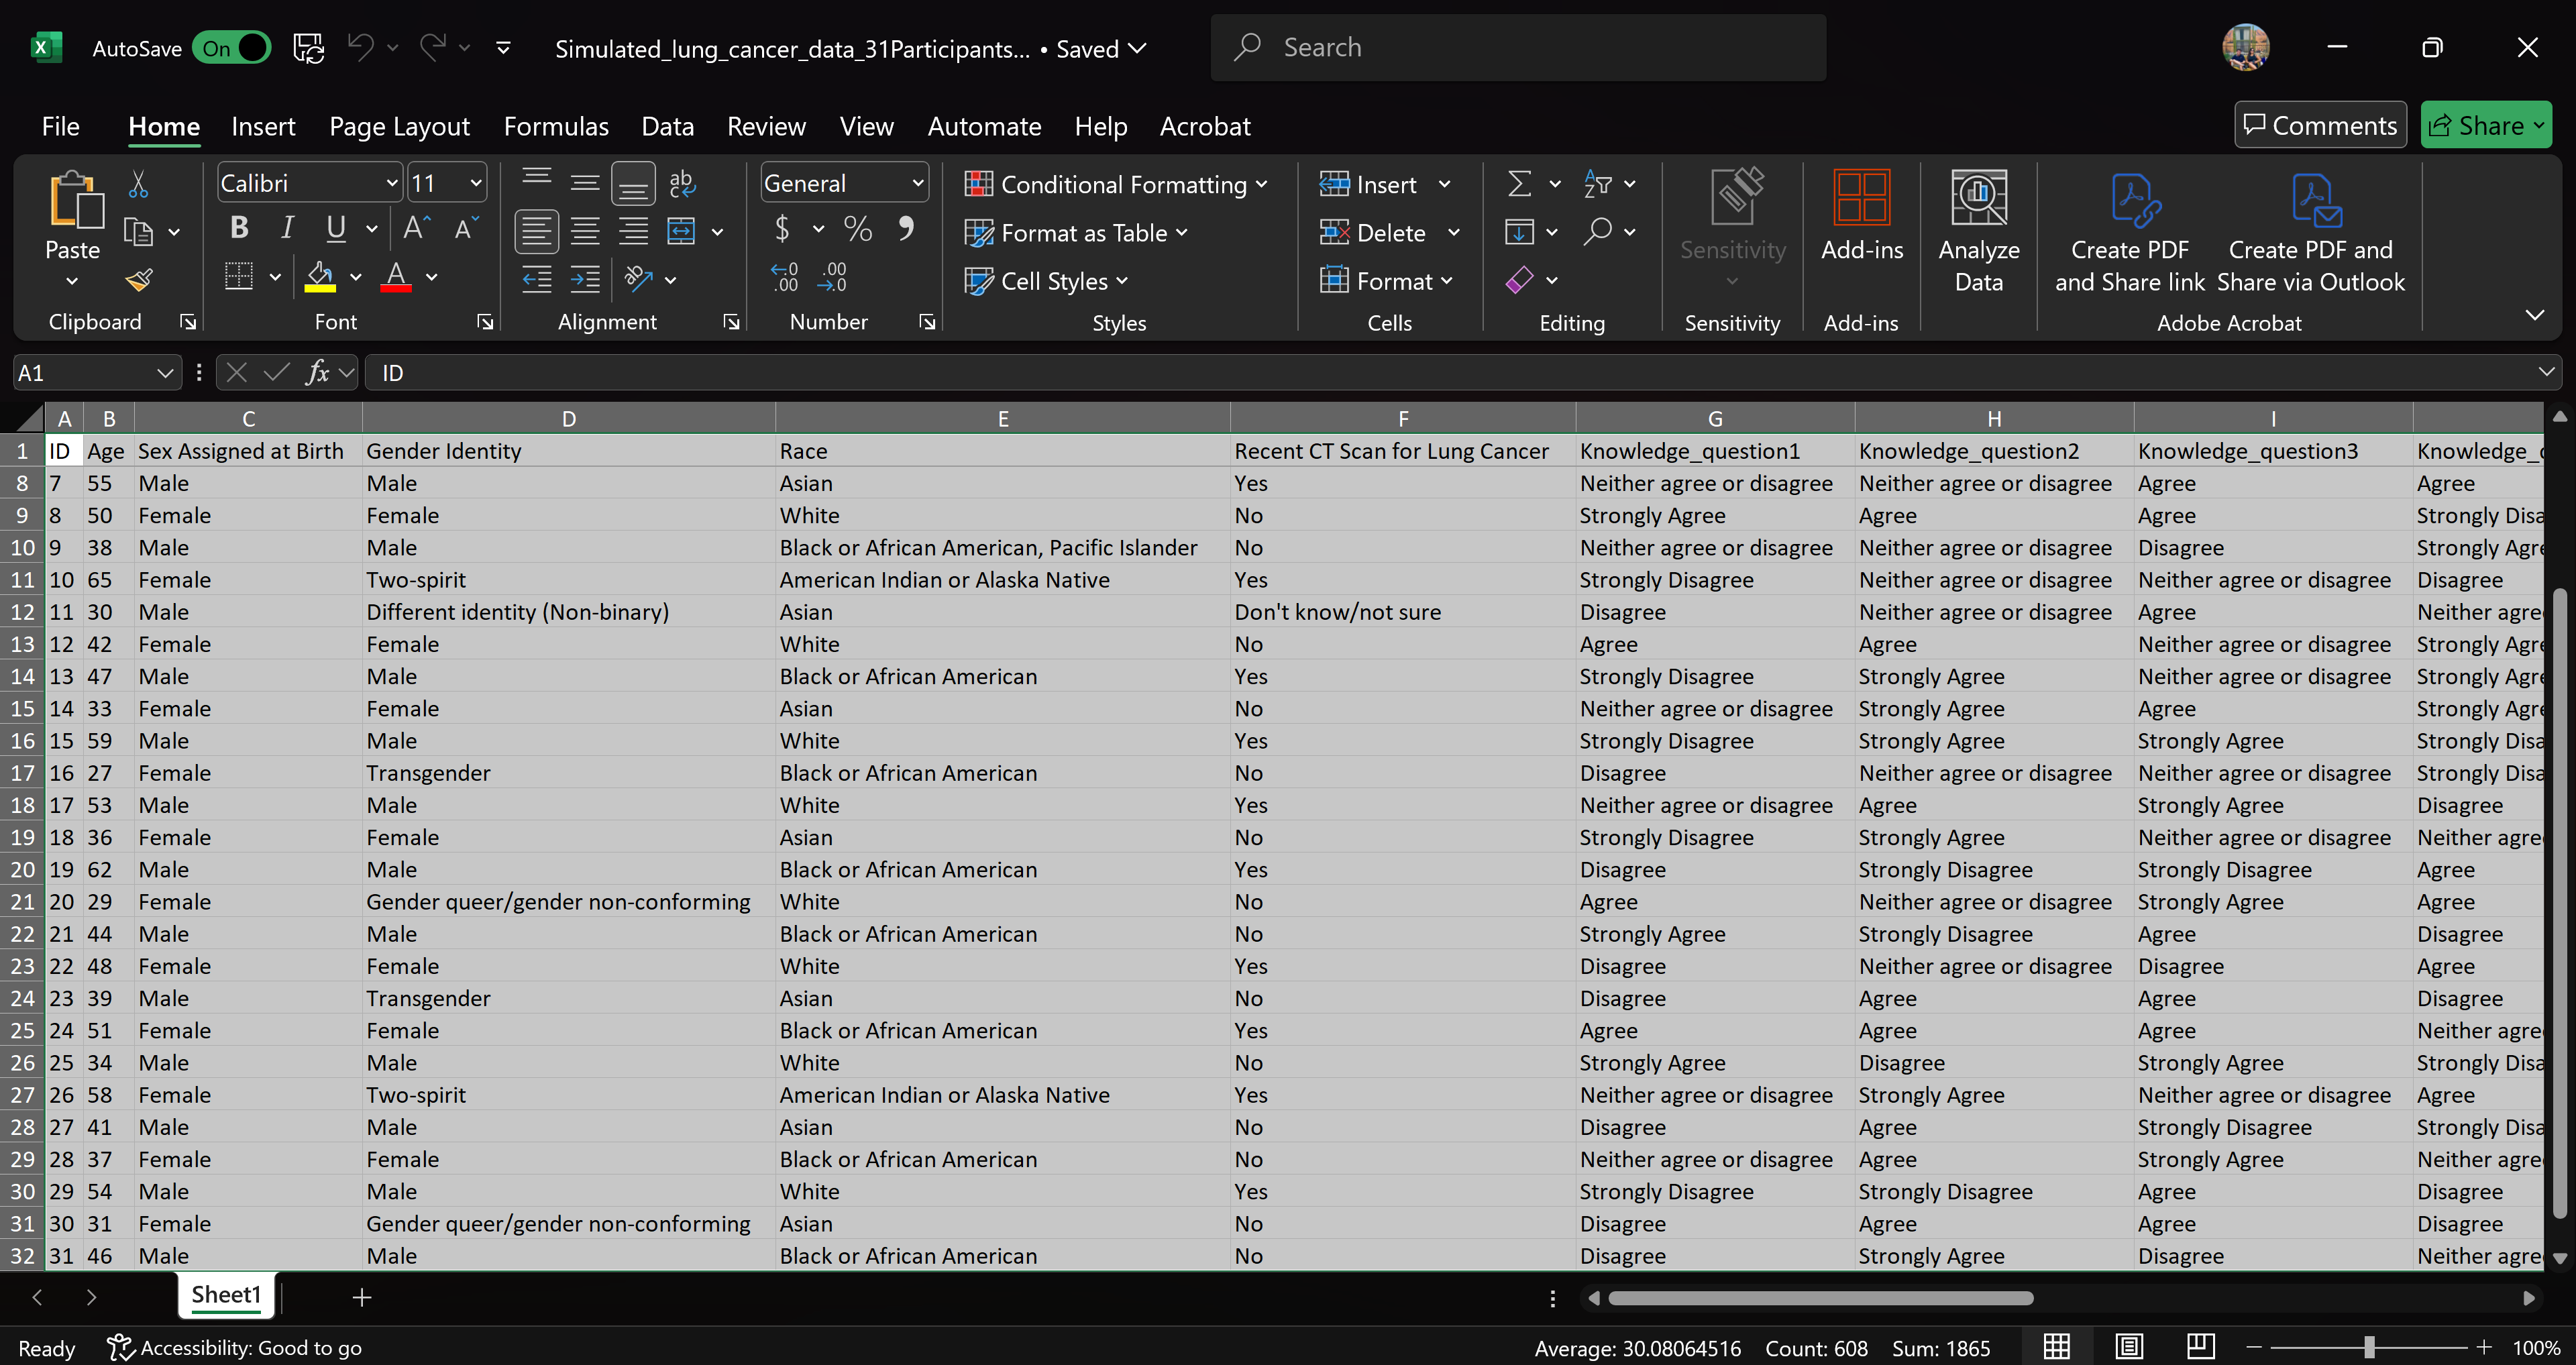 AutoSave On Simulated_lung_cancer_data_31Participants... • Saved Search
File Home Insert Page Layout Formulas Data Review View Automate Help Acrobat Comments Share
Paste Calibri 11 General Conditional Formatting Insert Sensitivity Add-ins Analyze Data Create PDF and Share link Create PDF and Share via Outlook
B I U A A ab c $ % 9 Format as Table Delete
A .00 .00 Cell Styles Format
Clipboard Font Alignment Number Styles Cells Editing Sensitivity Add-ins Adobe Acrobat
A1 fx ID
A B C D E F G H I
1 ID Age Sex Assigned at Birth Gender Identity Race Recent CT Scan for Lung Cancer Knowledge_question1 Knowledge_question2 Knowledge_question3 Knowledge_
8 7 55 Male Male Asian Yes Neither agree or disagree Neither agree or disagree Agree Agree
9 8 50 Female Female White No Strongly Agree Agree Agree Strongly Disa
10 9 38 Male Male Black or African American, Pacific Islander No Neither agree or disagree Neither agree or disagree Disagree Strongly Agre
11 10 65 Female Two-spirit American Indian or Alaska Native Yes Strongly Disagree Neither agree or disagree Neither agree or disagree Disagree
12 11 30 Male Different identity (Non-binary) Asian Don't know/not sure Disagree Neither agree or disagree Agree Neither agre
13 12 42 Female Female White No Agree Agree Neither agree or disagree Strongly Agre
14 13 47 Male Male Black or African American Yes Strongly Disagree Strongly Agree Neither agree or disagree Strongly Agre
15 14 33 Female Female Asian No Neither agree or disagree Strongly Agree Agree Strongly Agre
16 15 59 Male Male White Yes Strongly Disagree Strongly Agree Strongly Agree Strongly Disa
17 16 27 Female Transgender Black or African American No Disagree Neither agree or disagree Neither agree or disagree Strongly Disa
18 17 53 Male Male White Yes Neither agree or disagree Agree Strongly Agree Disagree
19 18 36 Female Female Asian No Strongly Disagree Strongly Agree Neither agree or disagree Neither agre
20 19 62 Male Male Black or African American Yes Disagree Strongly Disagree Strongly Disagree Agree
21 20 29 Female Gender queer/gender non-conforming White No Agree Neither agree or disagree Strongly Agree Agree
22 21 44 Male Male Black or African American No Strongly Agree Strongly Disagree Agree Disagree
23 22 48 Female Female White Yes Disagree Neither agree or disagree Disagree Agree
24 23 39 Male Transgender Asian No Disagree Agree Agree Disagree
25 24 51 Female Female Black or African American Yes Agree Agree Agree Neither agre
26 25 34 Male Male White No Strongly Agree Disagree Strongly Agree Strongly Disa
27 26 58 Female Two-spirit American Indian or Alaska Native Yes Neither agree or disagree Strongly Agree Neither agree or disagree Agree
28 27 41 Male Male Asian No Disagree Agree Strongly Disagree Strongly Disa
29 28 37 Female Female Black or African American No Neither agree or disagree Agree Strongly Agree Neither agre
30 29 54 Male Male White Yes Strongly Disagree Strongly Disagree Agree Disagree
31 30 31 Female Gender queer/gender non-conforming Asian No Disagree Agree Agree Disagree
32 31 46 Male Male Black or African American No Disagree Strongly Agree Disagree Neither agre
Sheet1
Ready Accessibility: Good to go Average: 30.08064516 Count: 608 Sum: 1865 100%